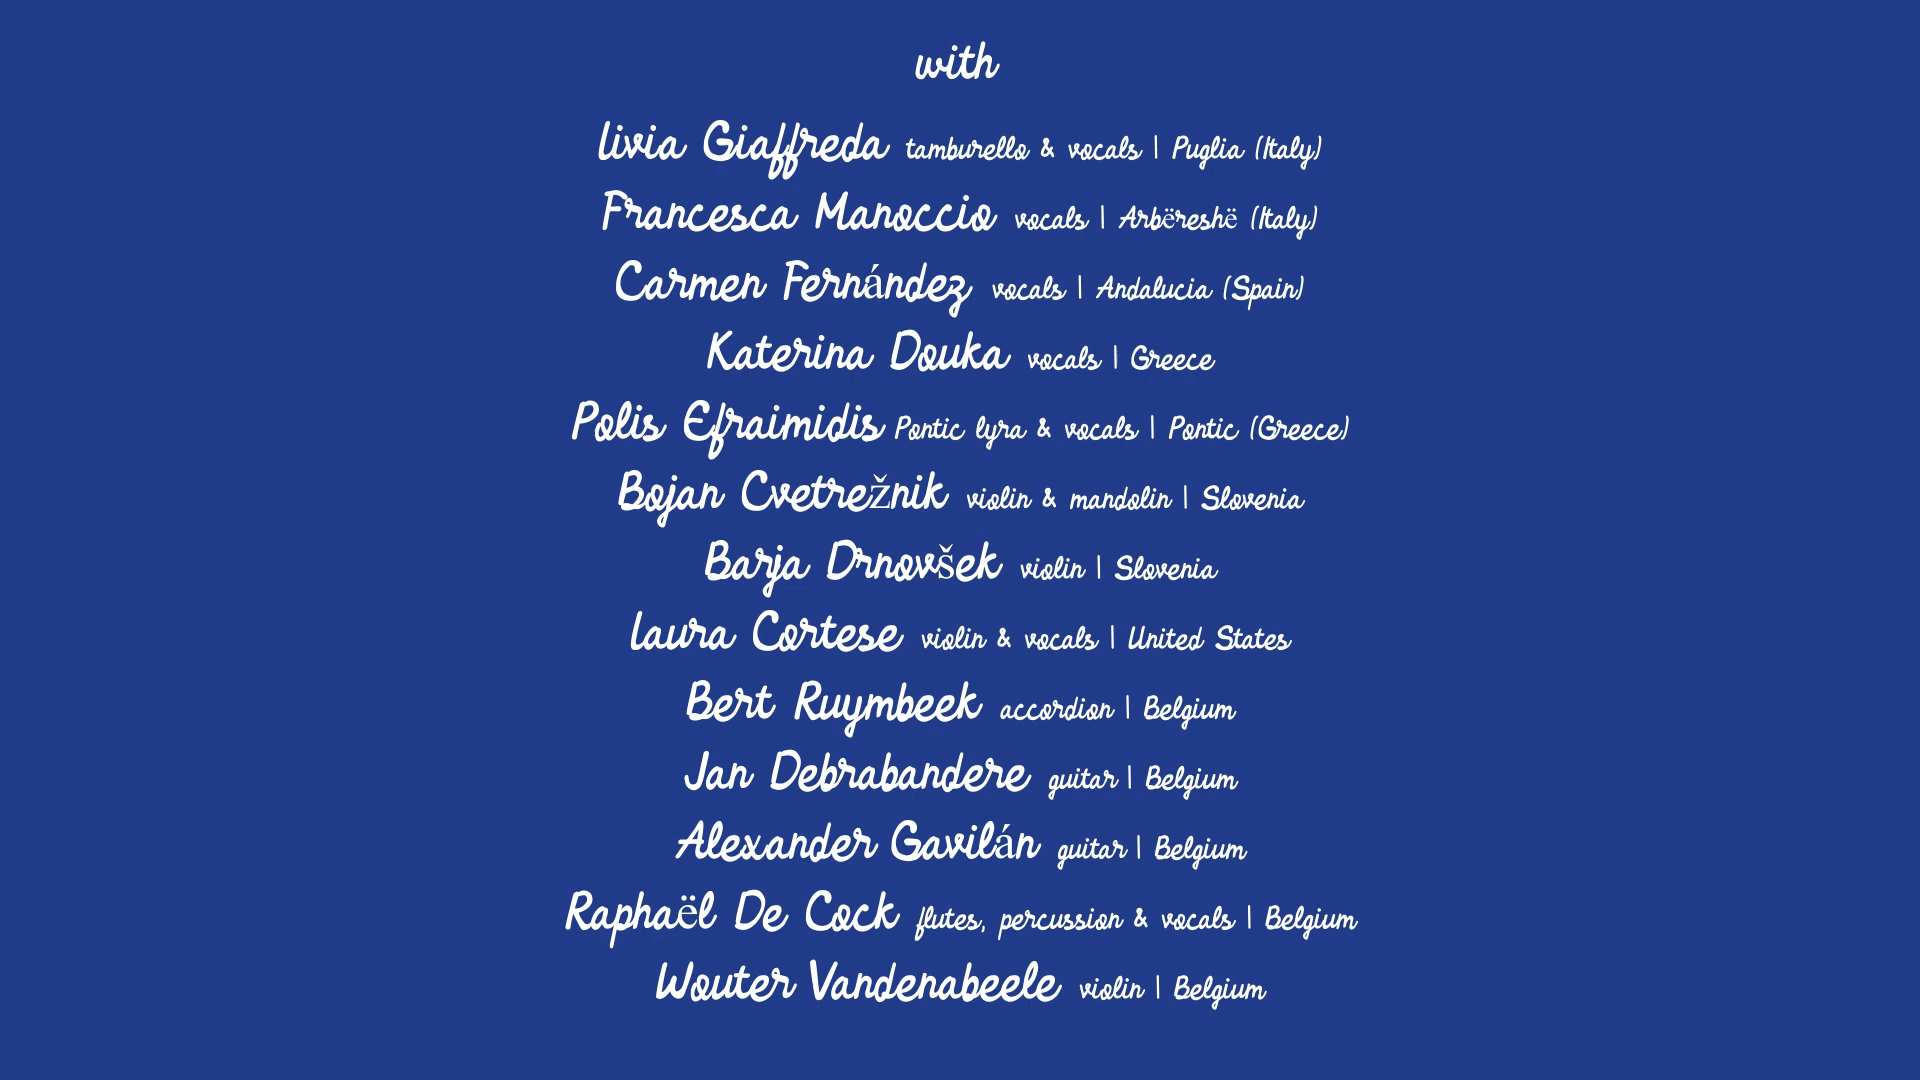 with
Livia Giaffreda tamburello & vocals | Puglia (Italy)
Francesca Manoccio vocals | Arbëreshë (Italy)
Carmen Fernández vocals | Andalucia (Spain)
Katerina Douka vocals | Greece
Polis Efraimidis Pontic lyra & vocals | Pontic (Greece)
Bojan Cvetrežnik violin & mandolin | Slovenia
Barja Drnovšek violin | Slovenia
Laura Cortese violin & vocals | United States
Bert Ruymbeek accordion | Belgium
Jan Debrabandere guitar | Belgium
Alexander Gavilán guitar | Belgium
Raphaël De Cock flutes, percussion & vocals | Belgium
Wouter Vandenabeele violin | Belgium